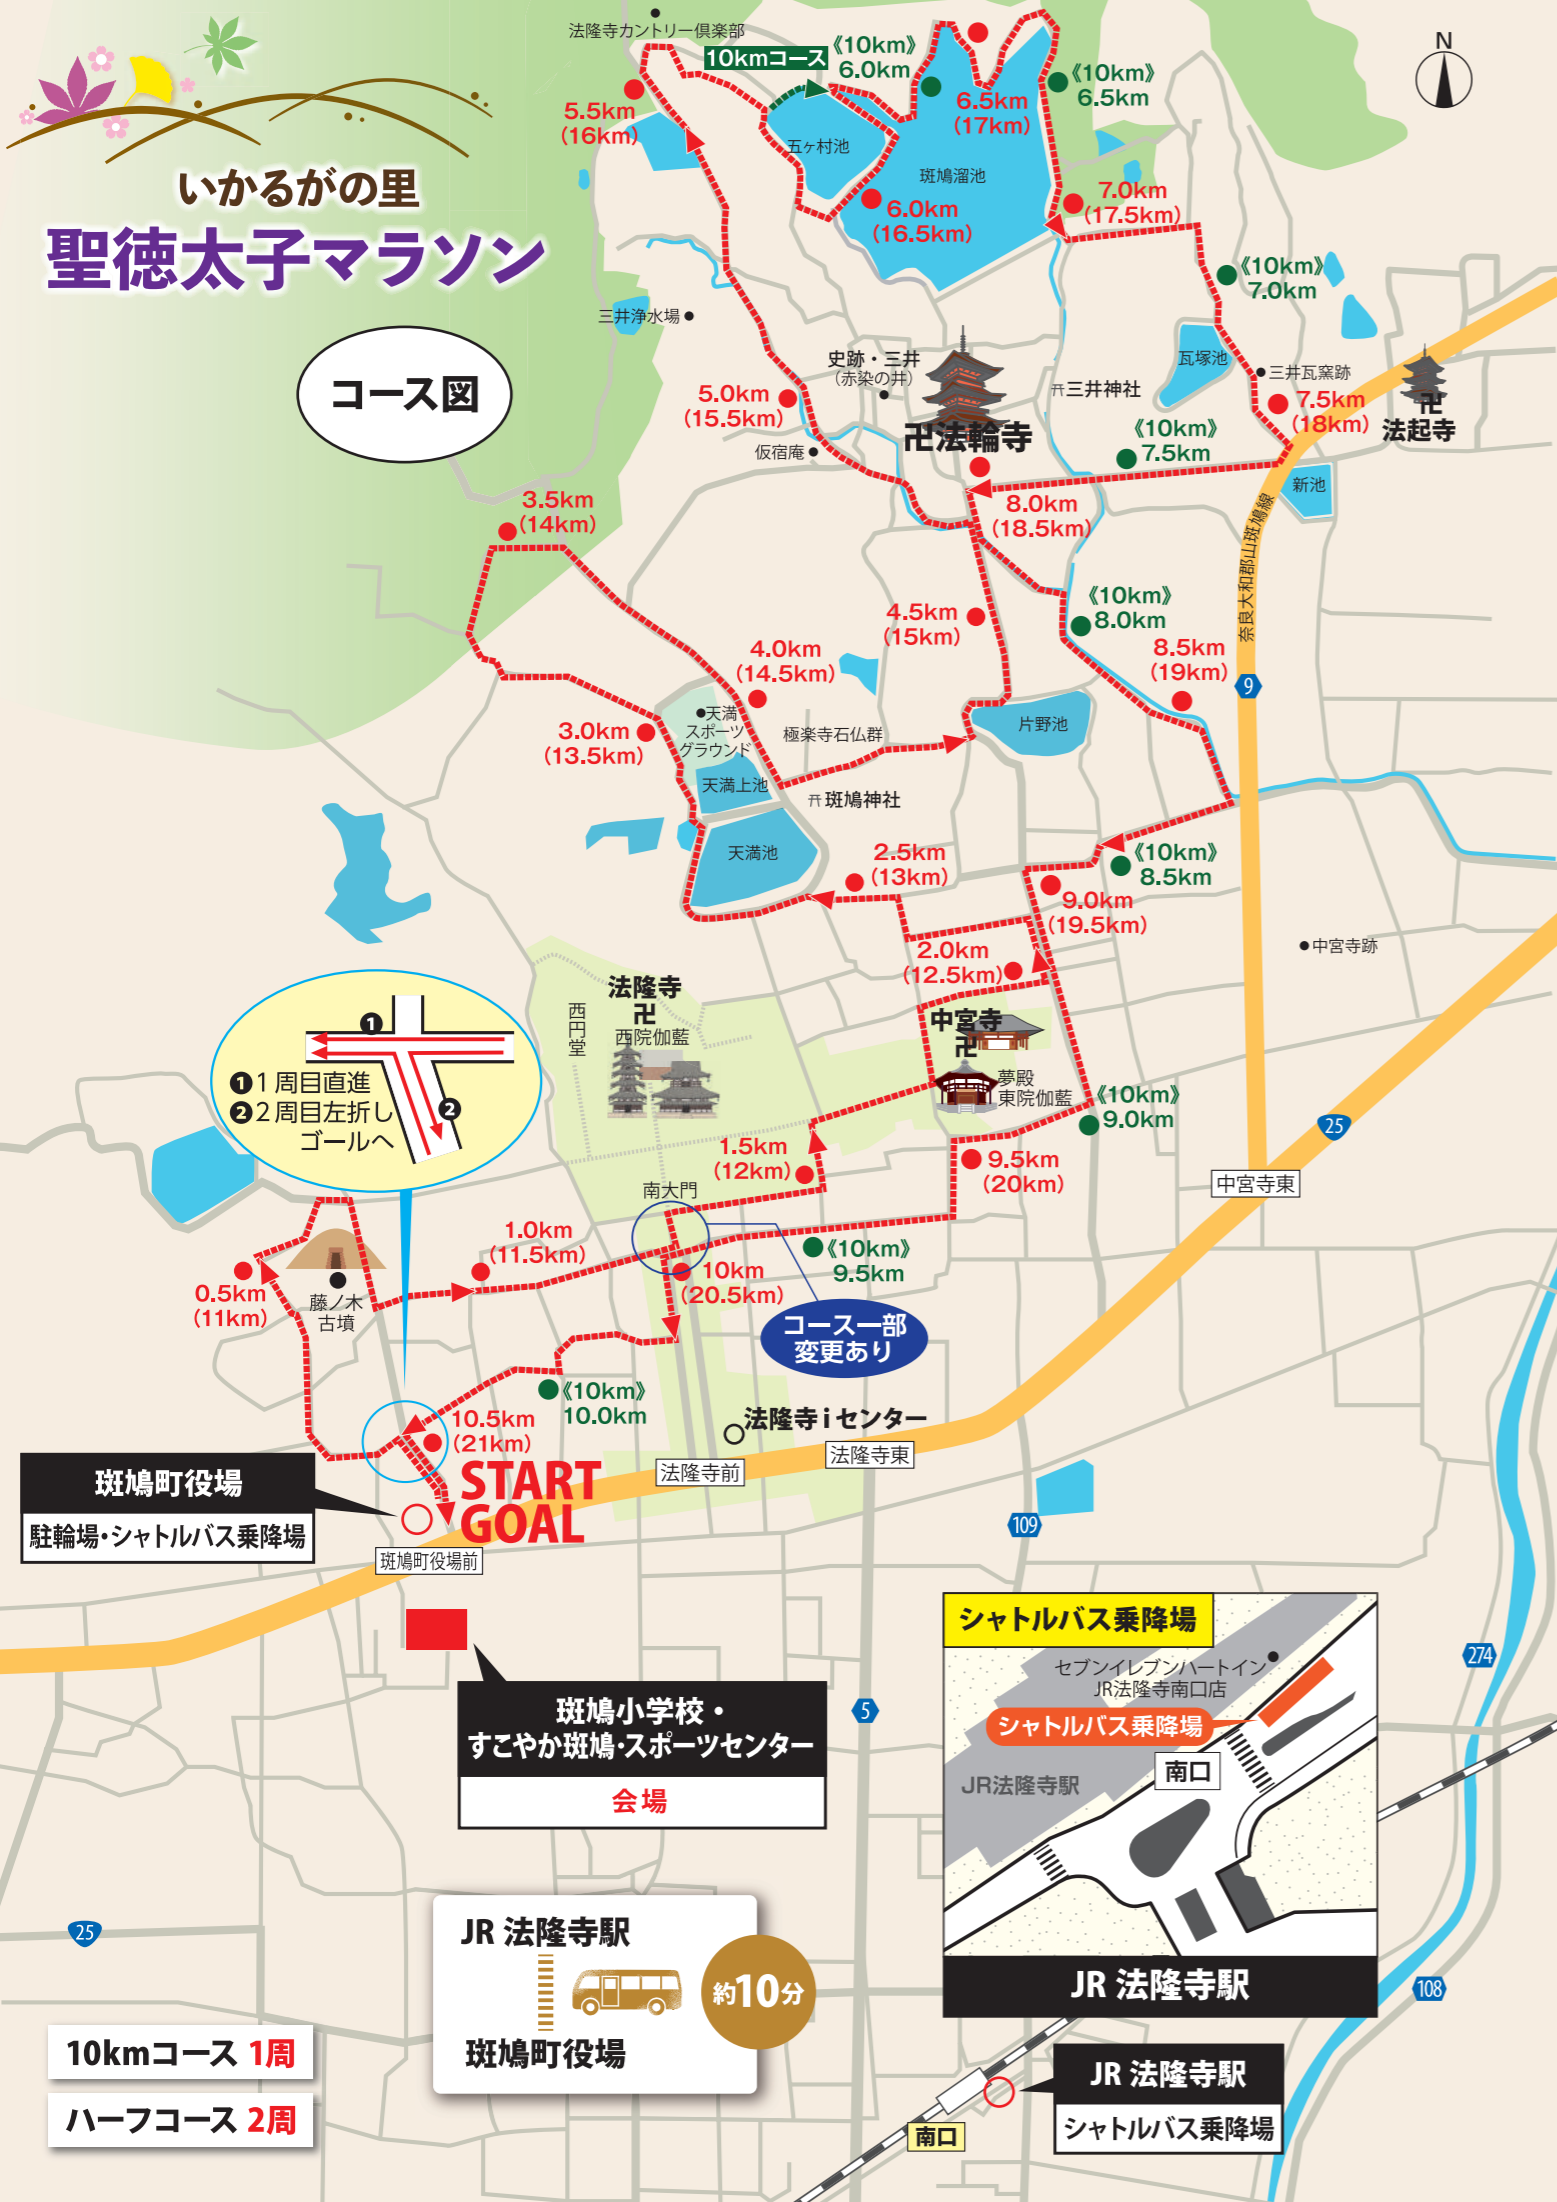 いかるがの里
聖徳太子マラソン
コース図
N
法隆寺カントリー倶楽部
10kmコース
《10km》
6.0km
5.5km
(16km)
6.5km
(17km)
《10km》
6.5km
五ヶ村池
斑鳩溜池
6.0km
(16.5km)
7.0km
(17.5km)
《10km》
7.0km
三井浄水場
史跡・三井
(赤染の井)
卍法輪寺
三井神社
瓦塚池
三井瓦窯跡
7.5km
(18km)
卍
法起寺
5.0km
(15.5km)
仮宿庵
《10km》
7.5km
新池
奈良大和郡山斑鳩線
8.0km
(18.5km)
3.5km
(14km)
《10km》
8.0km
4.5km
(15km)
8.5km
(19km)
9
4.0km
(14.5km)
天満
スポーツ
グラウンド
3.0km
(13.5km)
極楽寺石仏群
片野池
天満上池
斑鳩神社
天満池
2.5km
(13km)
《10km》
8.5km
9.0km
(19.5km)
2.0km
(12.5km)
中宮寺跡
法隆寺
卍
西院伽藍
西円堂
中宮寺
卍
夢殿
東院伽藍
《10km》
9.0km
❶
❶1周目直進
❷2周目左折し
ゴールへ
❷
1.5km
(12km)
9.5km
(20km)
25
中宮寺東
南大門
1.0km
(11.5km)
《10km》
9.5km
0.5km
(11km)
藤ノ木
古墳
10km
(20.5km)
コース一部
変更あり
《10km》
10.0km
10.5km
(21km)
法隆寺iセンター
法隆寺東
法隆寺前
START
GOAL
斑鳩町役場
駐輪場・シャトルバス乗降場
斑鳩町役場前
109
斑鳩小学校・
すこやか斑鳩・スポーツセンター
会場
5
274
シャトルバス乗降場
セブンイレブンハートイン
JR法隆寺南口店
シャトルバス乗降場
南口
JR法隆寺駅
JR 法隆寺駅
108
25
JR 法隆寺駅
約10分
斑鳩町役場
10kmコース 1周
ハーフコース 2周
JR 法隆寺駅
シャトルバス乗降場
南口